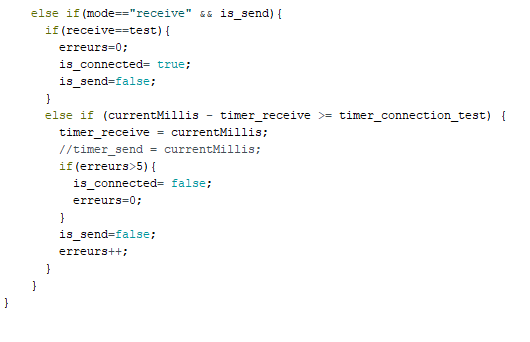 else if(mode=="receive" && is_send){
if(receive==test){
erreurs=0;
is_connected= true;
is_send=false;
}
else if (currentMillis - timer_receive >= timer_connection_test) {
timer_receive = currentMillis;
//timer_send = currentMillis;
if(erreurs>5){
is_connected= false;
erreurs=0;
}
is_send=false;
erreurs++;
}
}
}